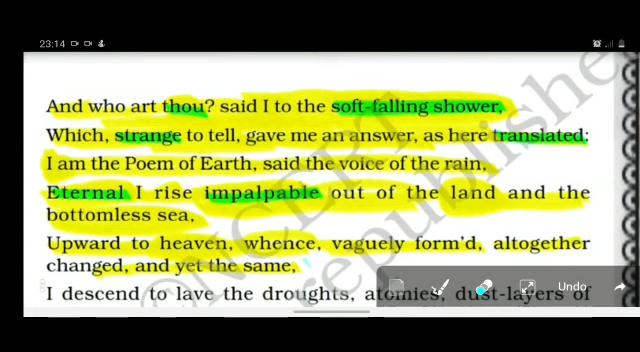 23:14
And who art thou? said I to the soft-falling shower,
Which, strange to tell, gave me an answer, as here translated:
I am the Poem of Earth, said the voice of the rain,
Eternal I rise impalpable out of the land and the
bottomless sea,
Upward to heaven, whence, vaguely form'd, altogether
changed, and yet the same,
I descend to lave the droughts, atomies, dust-layers of
Undo
©NCERT
republishe